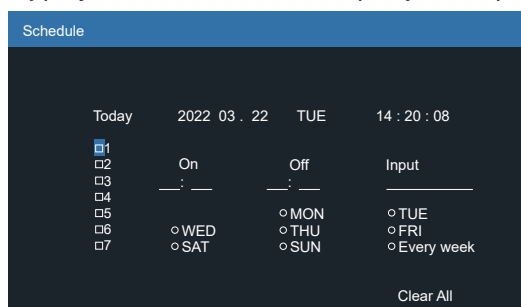 Schedule
Today 2022 03 . 22 TUE 14 : 20 : 08
1
2 On Off Input
3 __: __ __: __ ________
4
5 MON TUE
6 WED THU FRI
7 SAT SUN Every week
Clear All